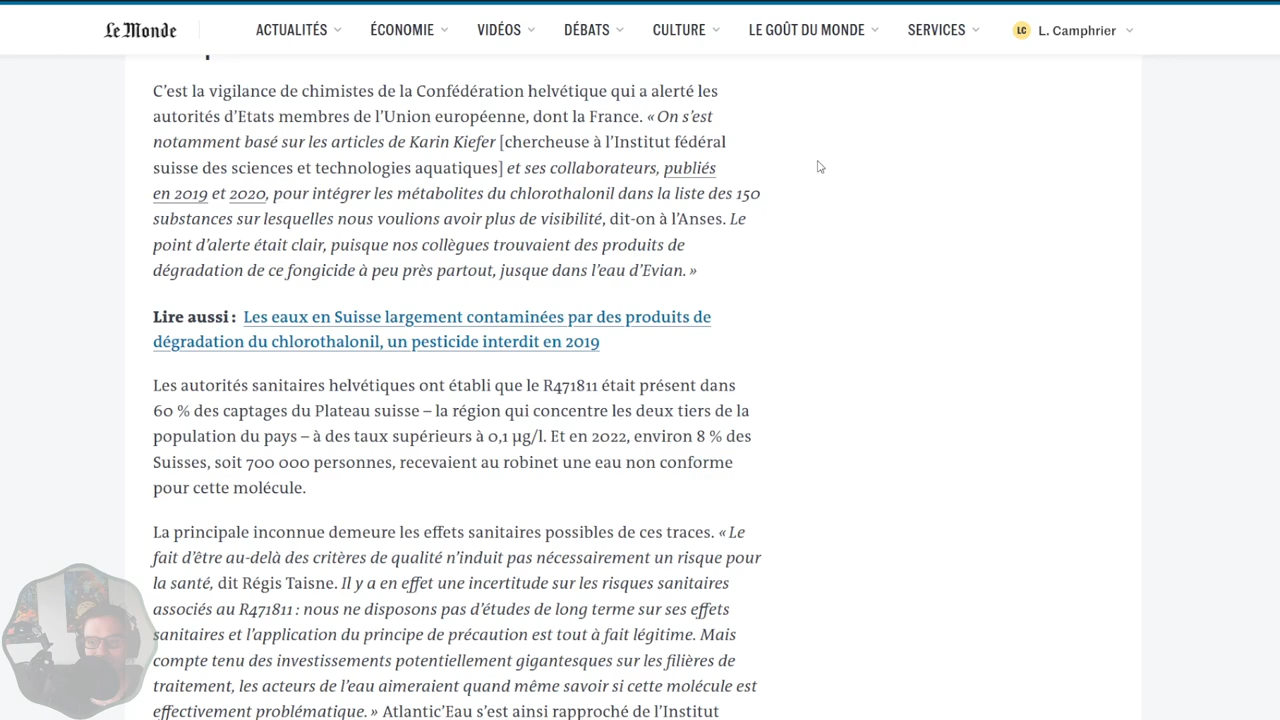 Le Monde
ACTUALITÉS ÉCONOMIE VIDÉOS DÉBATS CULTURE LE GOÛT DU MONDE SERVICES LC L. Camphrier
C’est la vigilance de chimistes de la Confédération helvétique qui a alerté les
autorités d’Etats membres de l’Union européenne, dont la France. « On s’est
notamment basé sur les articles de Karin Kiefer [chercheuse à l’Institut fédéral
suisse des sciences et technologies aquatiques] et ses collaborateurs, publiés
en 2019 et 2020, pour intégrer les métabolites du chlorothalonil dans la liste des 150
substances sur lesquelles nous voulions avoir plus de visibilité, dit-on à l’Anses. Le
point d’alerte était clair, puisque nos collègues trouvaient des produits de
dégradation de ce fongicide à peu près partout, jusque dans l’eau d’Evian. »
Lire aussi : Les eaux en Suisse largement contaminées par des produits de
dégradation du chlorothalonil, un pesticide interdit en 2019
Les autorités sanitaires helvétiques ont établi que le R471811 était présent dans
60 % des captages du Plateau suisse – la région qui concentre les deux tiers de la
population du pays – à des taux supérieurs à 0,1 µg/l. Et en 2022, environ 8 % des
Suisses, soit 700 000 personnes, recevaient au robinet une eau non conforme
pour cette molécule.
La principale inconnue demeure les effets sanitaires possibles de ces traces. « Le
fait d’être au-delà des critères de qualité n’induit pas nécessairement un risque pour
la santé, dit Régis Taisne. Il y a en effet une incertitude sur les risques sanitaires
associés au R471811 : nous ne disposons pas d’études de long terme sur ses effets
sanitaires et l’application du principe de précaution est tout à fait légitime. Mais
compte tenu des investissements potentiellement gigantesques sur les filières de
traitement, les acteurs de l’eau aimeraient quand même savoir si cette molécule est
effectivement problématique. » Atlantic’Eau s’est ainsi rapproché de l’Institut